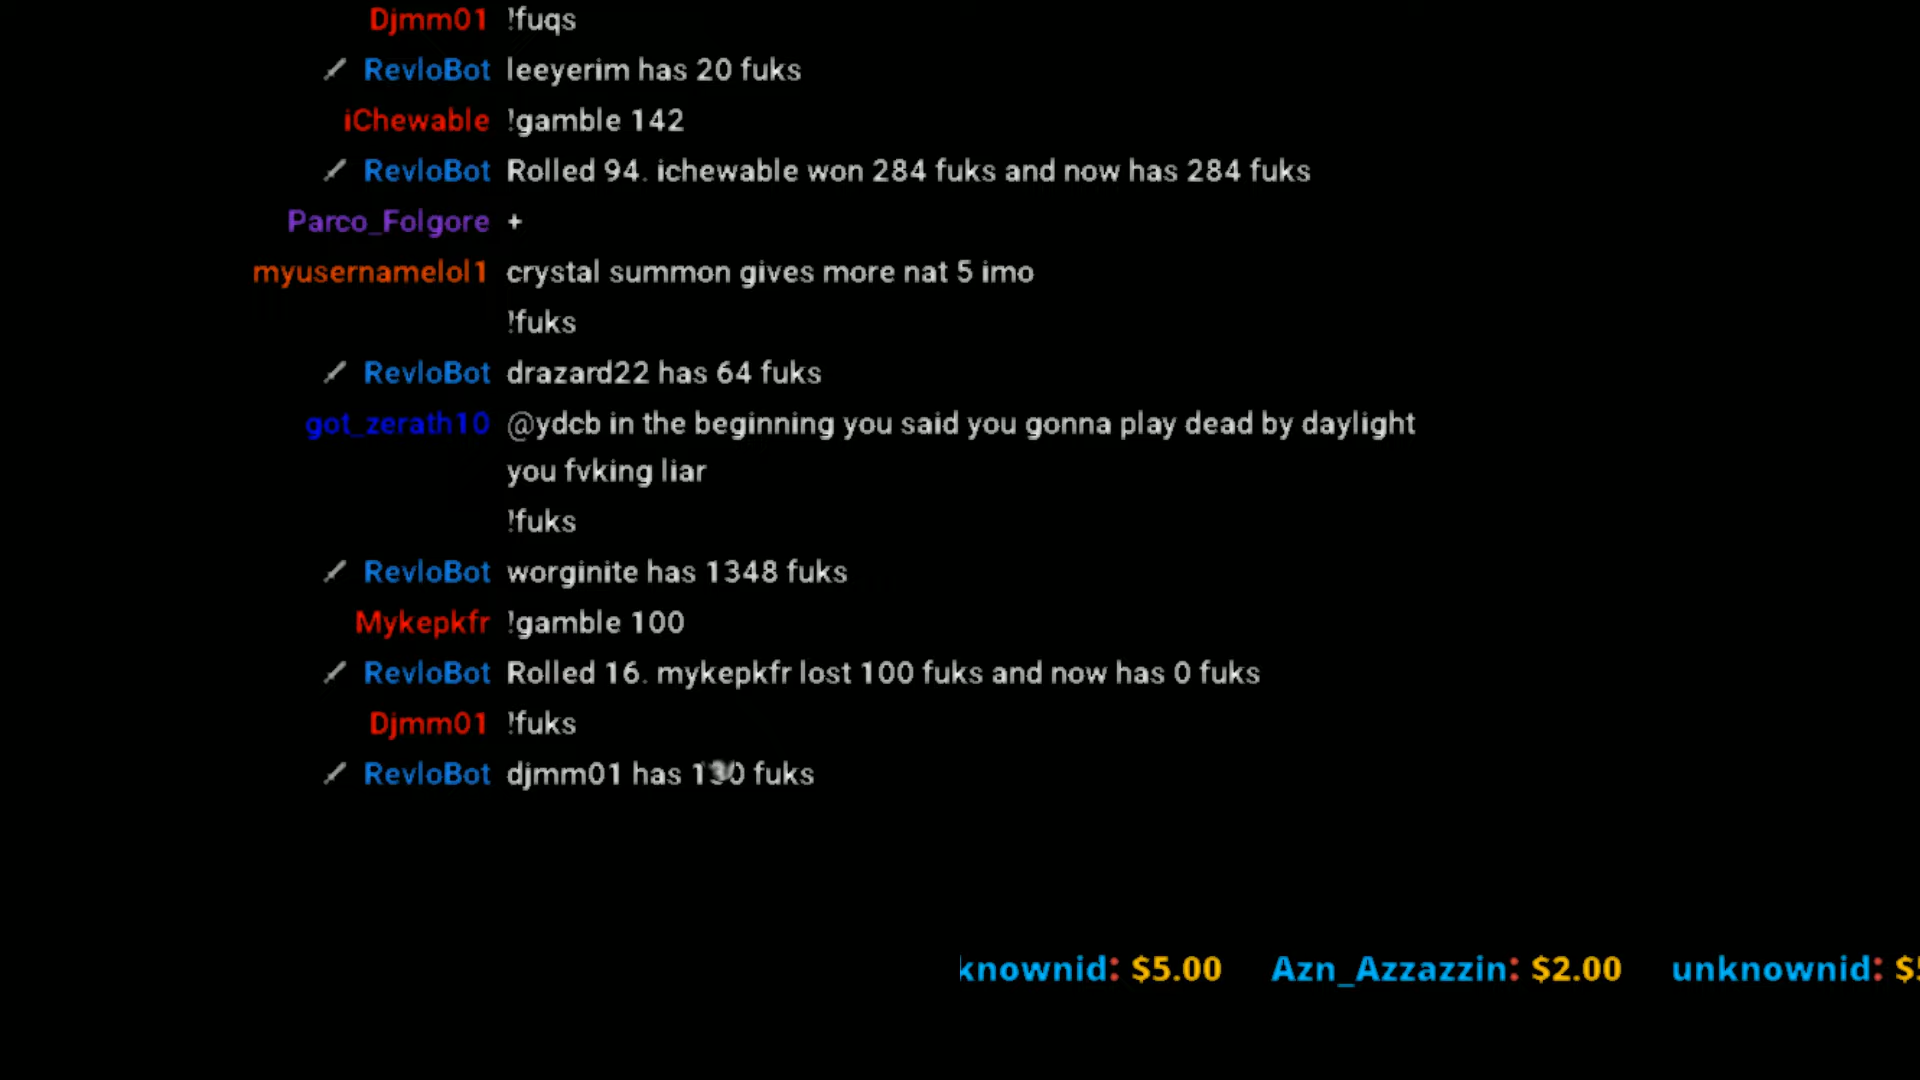 Djmm01 !fuqs
RevloBot leeyerim has 20 fuks
iChewable !gamble 142
RevloBot Rolled 94. ichewable won 284 fuks and now has 284 fuks
Parco_Folgore +
myusernamelol1 crystal summon gives more nat 5 imo
!fuks
RevloBot drazard22 has 64 fuks
got_zerath10 @ydcb in the beginning you said you gonna play dead by daylight
you fvking liar
!fuks
RevloBot worginite has 1348 fuks
Mykepkfr !gamble 100
RevloBot Rolled 16. mykepkfr lost 100 fuks and now has 0 fuks
Djmm01 !fuks
RevloBot djmm01 has 130 fuks
knownid: $5.00 Azn_Azzazzin: $2.00 unknownid: $